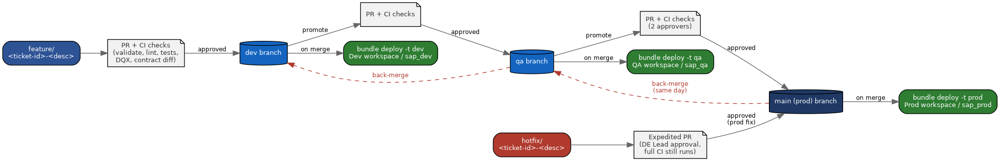 feature/
<ticket-id>-<desc>
PR + CI checks
(validate, lint, tests,
DQX, contract diff)
approved
dev branch
promote
PR + CI checks
on merge
bundle deploy -t dev
Dev workspace / sap_dev
approved
back-merge
qa branch
promote
PR + CI checks
(2 approvers)
on merge
bundle deploy -t qa
QA workspace / sap_qa
approved
back-merge
(same day)
main (prod) branch
on merge
bundle deploy -t prod
Prod workspace / sap_prod
hotfix/
<ticket-id>-<desc>
Expedited PR
(DE Lead approval,
full CI still runs)
approved
(prod fix)